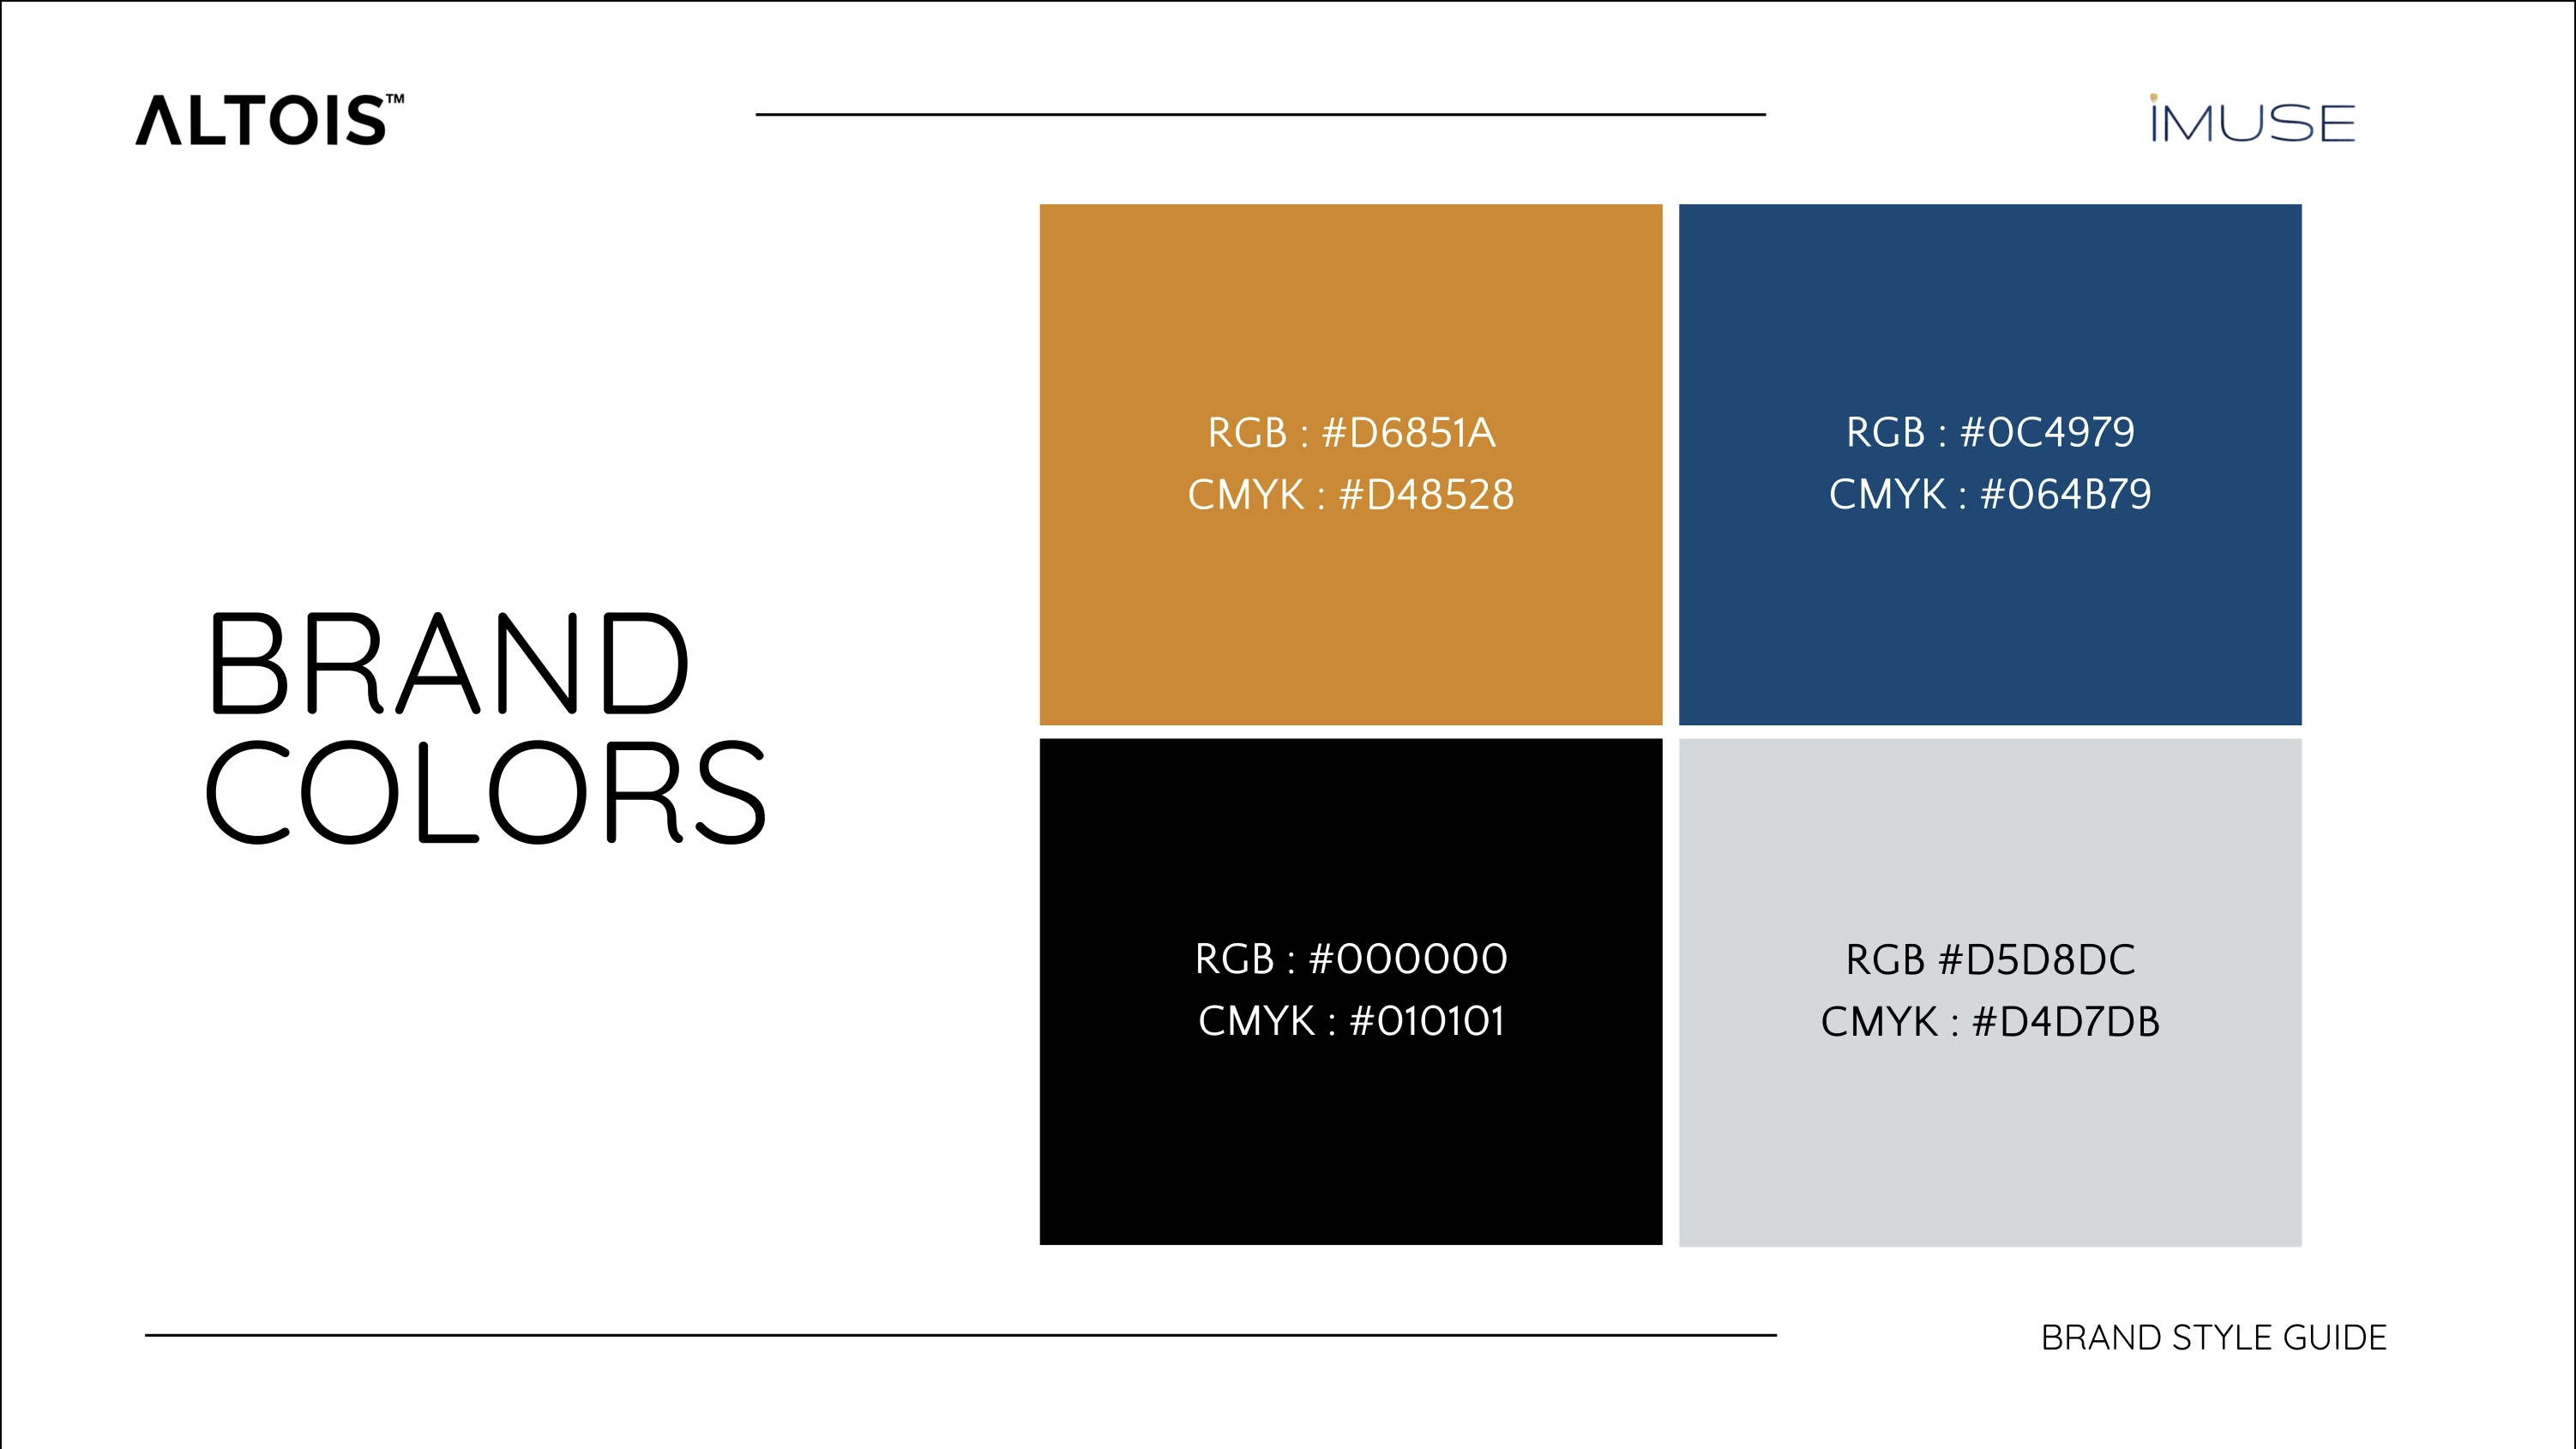 ALTOIS™
iMUSE
RGB : #D6851A
CMYK : #D48528
RGB : #0C4979
CMYK : #064B79
BRAND
COLORS
RGB : #000000
CMYK : #010101
RGB #D5D8DC
CMYK : #D4D7DB
BRAND STYLE GUIDE